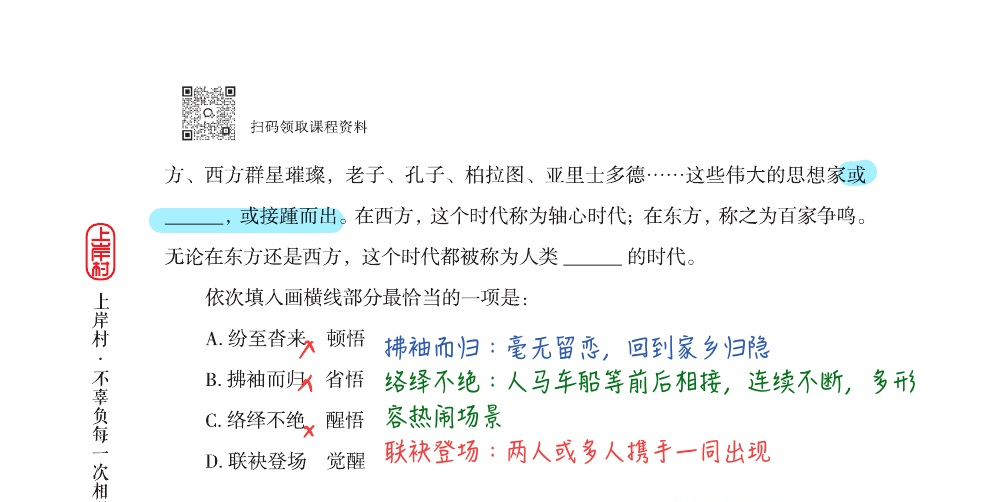 扫码领取课程资料
方、西方群星璀璨，老子、孔子、柏拉图、亚里士多德……这些伟大的思想家或
______，或接踵而出。在西方，这个时代称为轴心时代；在东方，称之为百家争鸣。
无论在东方还是西方，这个时代都被称为人类 ______ 的时代。
依次填入画横线部分最恰当的一项是：
A. 纷至沓来 顿悟
B. 拂袖而归 省悟
C. 络绎不绝 醒悟
D. 联袂登场 觉醒
拂袖而归：毫无留恋，回到家乡归隐
络绎不绝：人马车船等前后相接，连续不断，多形
容热闹场景
联袂登场：两人或多人携手一同出现
上岸村
上岸村·不辜负每一次相